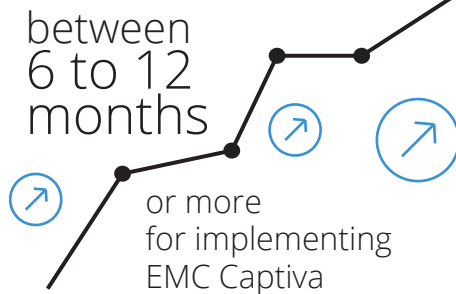 between
6 to 12
months
or more
for implementing
EMC Captiva